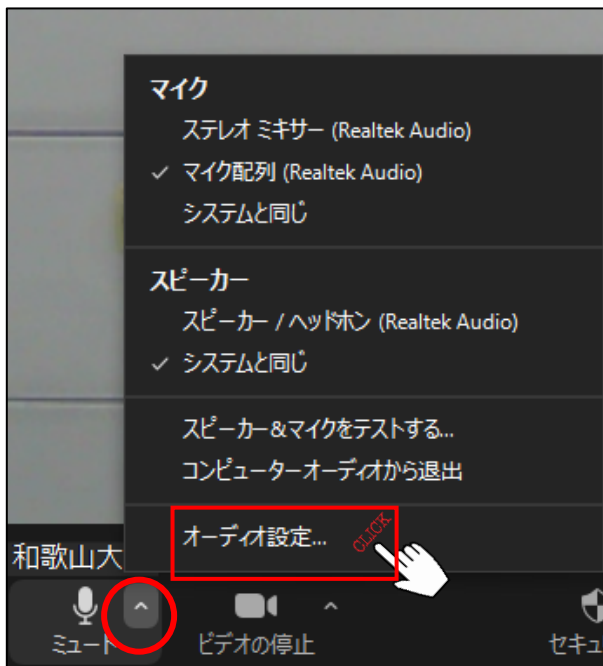 マイク
ステレオ ミキサー (Realtek Audio)
マイク配列 (Realtek Audio)
システムと同じ
スピーカー
スピーカー / ヘッドホン (Realtek Audio)
システムと同じ
スピーカー&マイクをテストする...
コンピューターオーディオから退出
オーディオ設定...
CLICK
和歌山大
ミュート
ビデオの停止
セキュ